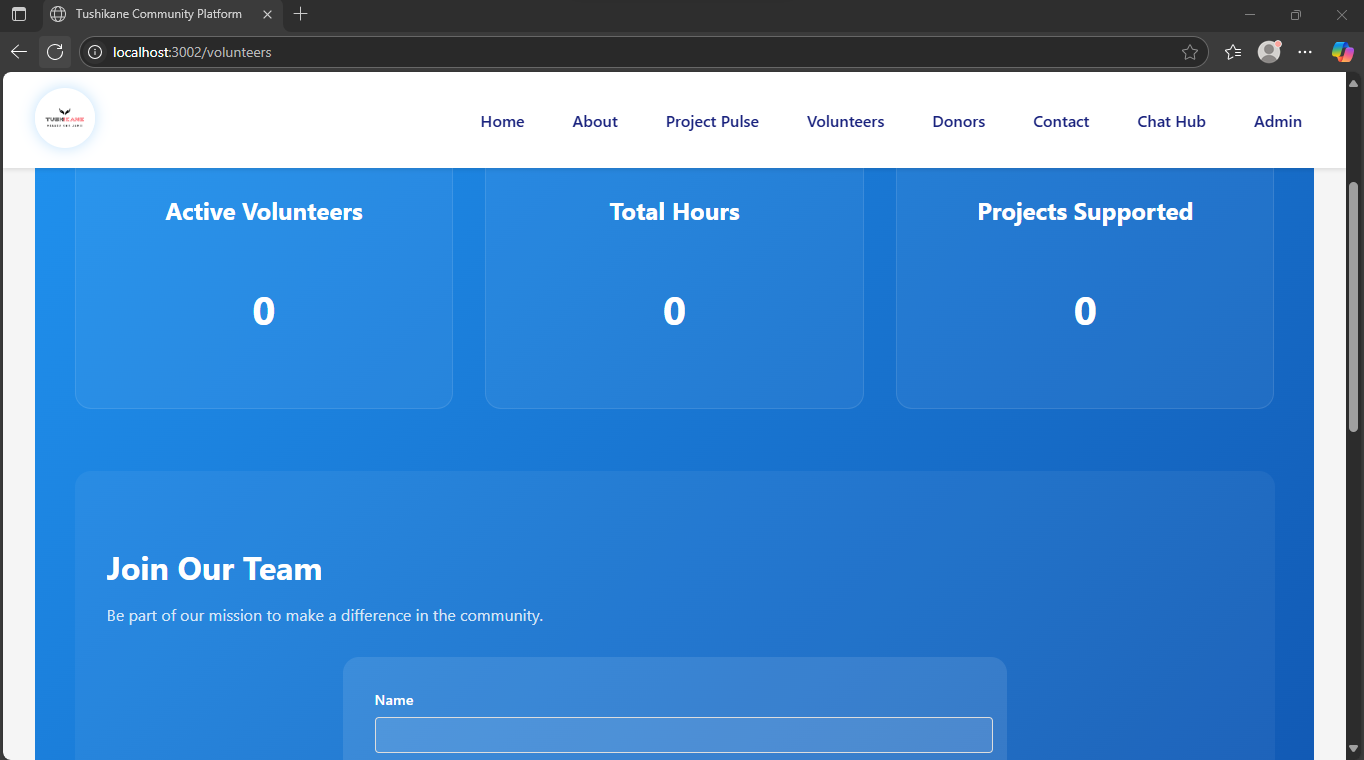 Tushikane Community Platform
localhost:3002/volunteers
TUSHIKANE
Home About Project Pulse Volunteers Donors Contact Chat Hub Admin
Active Volunteers Total Hours Projects Supported
0 0 0
Join Our Team
Be part of our mission to make a difference in the community.
Name